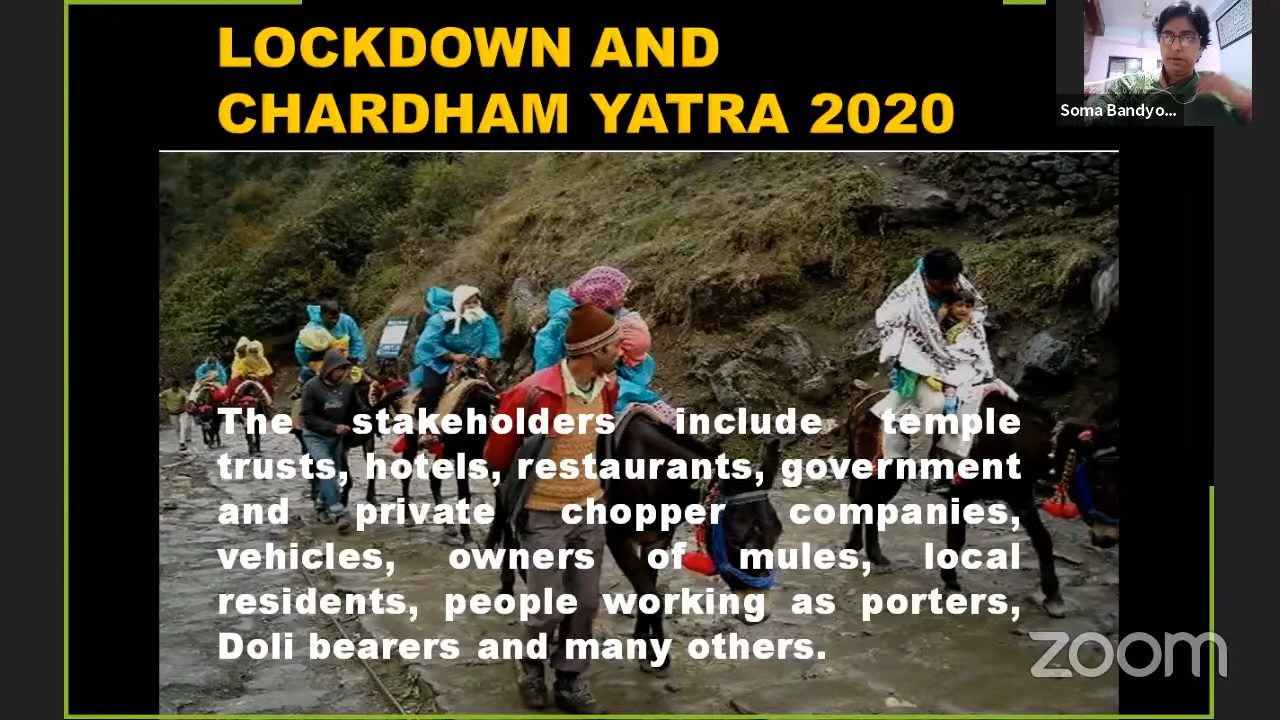 LOCKDOWN AND
CHARDHAM YATRA 2020
Soma Bandyo...
The stakeholders include temple
trusts, hotels, restaurants, government
and private chopper companies,
vehicles, owners of mules, local
residents, people working as porters,
Doli bearers and many others.
zoom